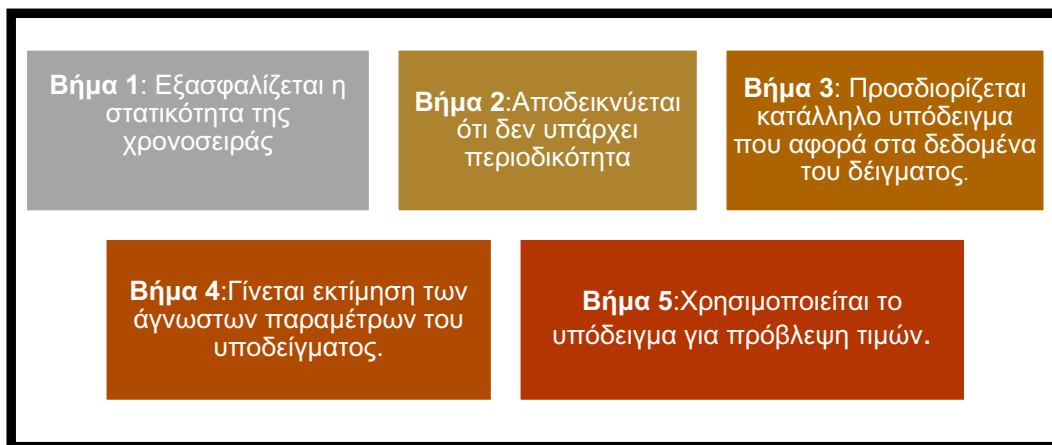 Βήμα 1: Εξασφαλίζεται η
στατικότητα της
χρονοσειράς
Βήμα 2:Αποδεικνύεται
ότι δεν υπάρχει
περιοδικότητα
Βήμα 3: Προσδιορίζεται
κατάλληλο υπόδειγμα
που αφορά στα δεδομένα
του δείγματος.
Βήμα 4:Γίνεται εκτίμηση των
άγνωστων παραμέτρων του
υποδείγματος.
Βήμα 5:Χρησιμοποιείται το
υπόδειγμα για πρόβλεψη τιμών.